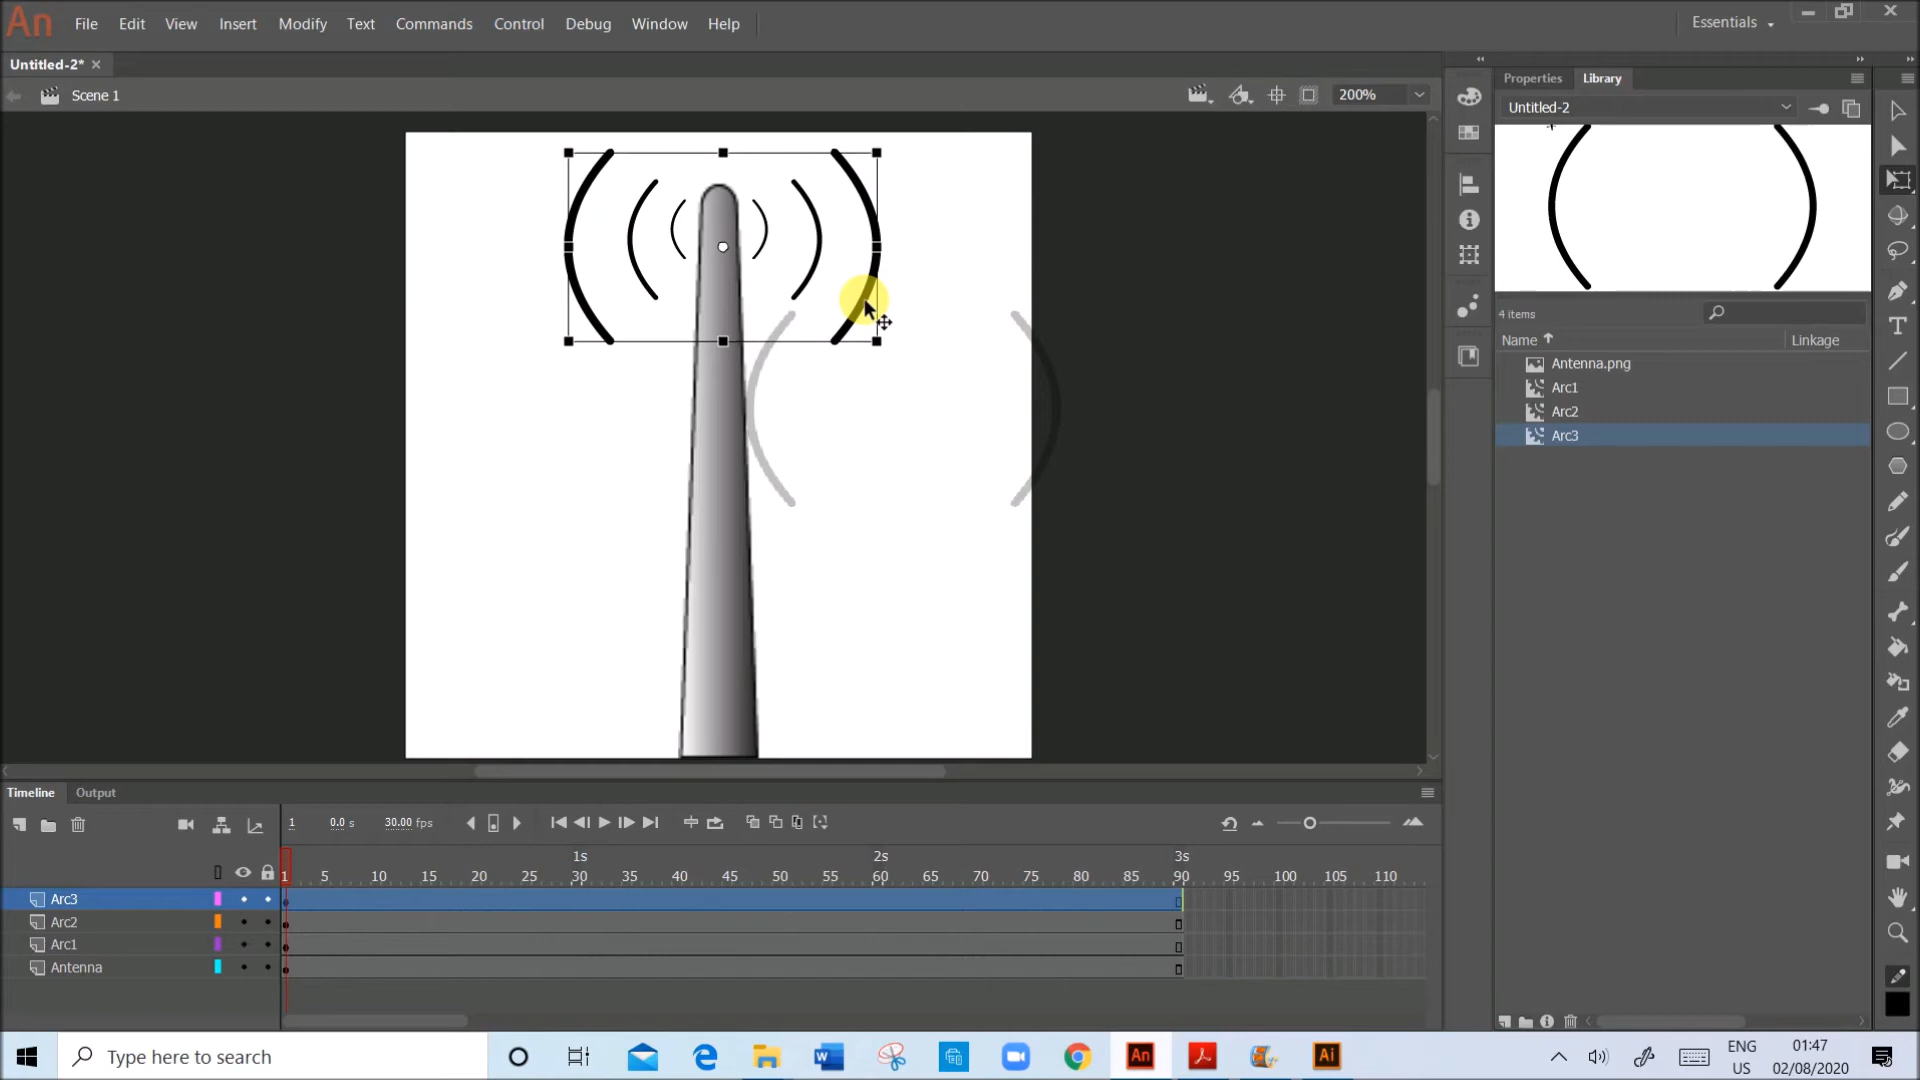 An File Edit View Insert Modify Text Commands Control Debug Window Help Essentials
Untitled-2*
Scene 1 200%
Properties Library
Untitled-2
4 items
Name Linkage
Antenna.png
Arc1
Arc2
Arc3
Timeline Output
1 0.0 s 30.00 fps
1s 2s 3s
1 5 10 15 20 25 30 35 40 45 50 55 60 65 70 75 80 85 90 95 100 105 110
Arc3
Arc2
Arc1
Antenna
Type here to search
An Ai
ENG 01:47
US 02/08/2020